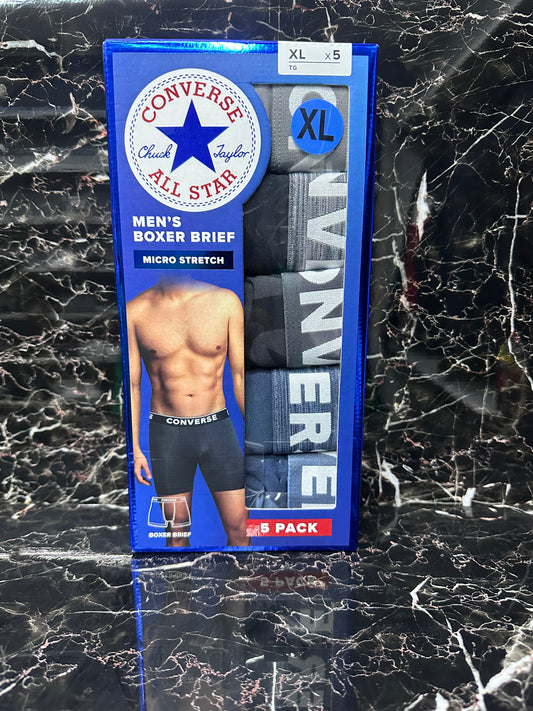 XL x5
TG
XL
CONVERSE
Chuck Taylor
ALL STAR
MEN'S
BOXER BRIEF
MICRO STRETCH
CONVERSE
BOXER BRIEF
5 PACK